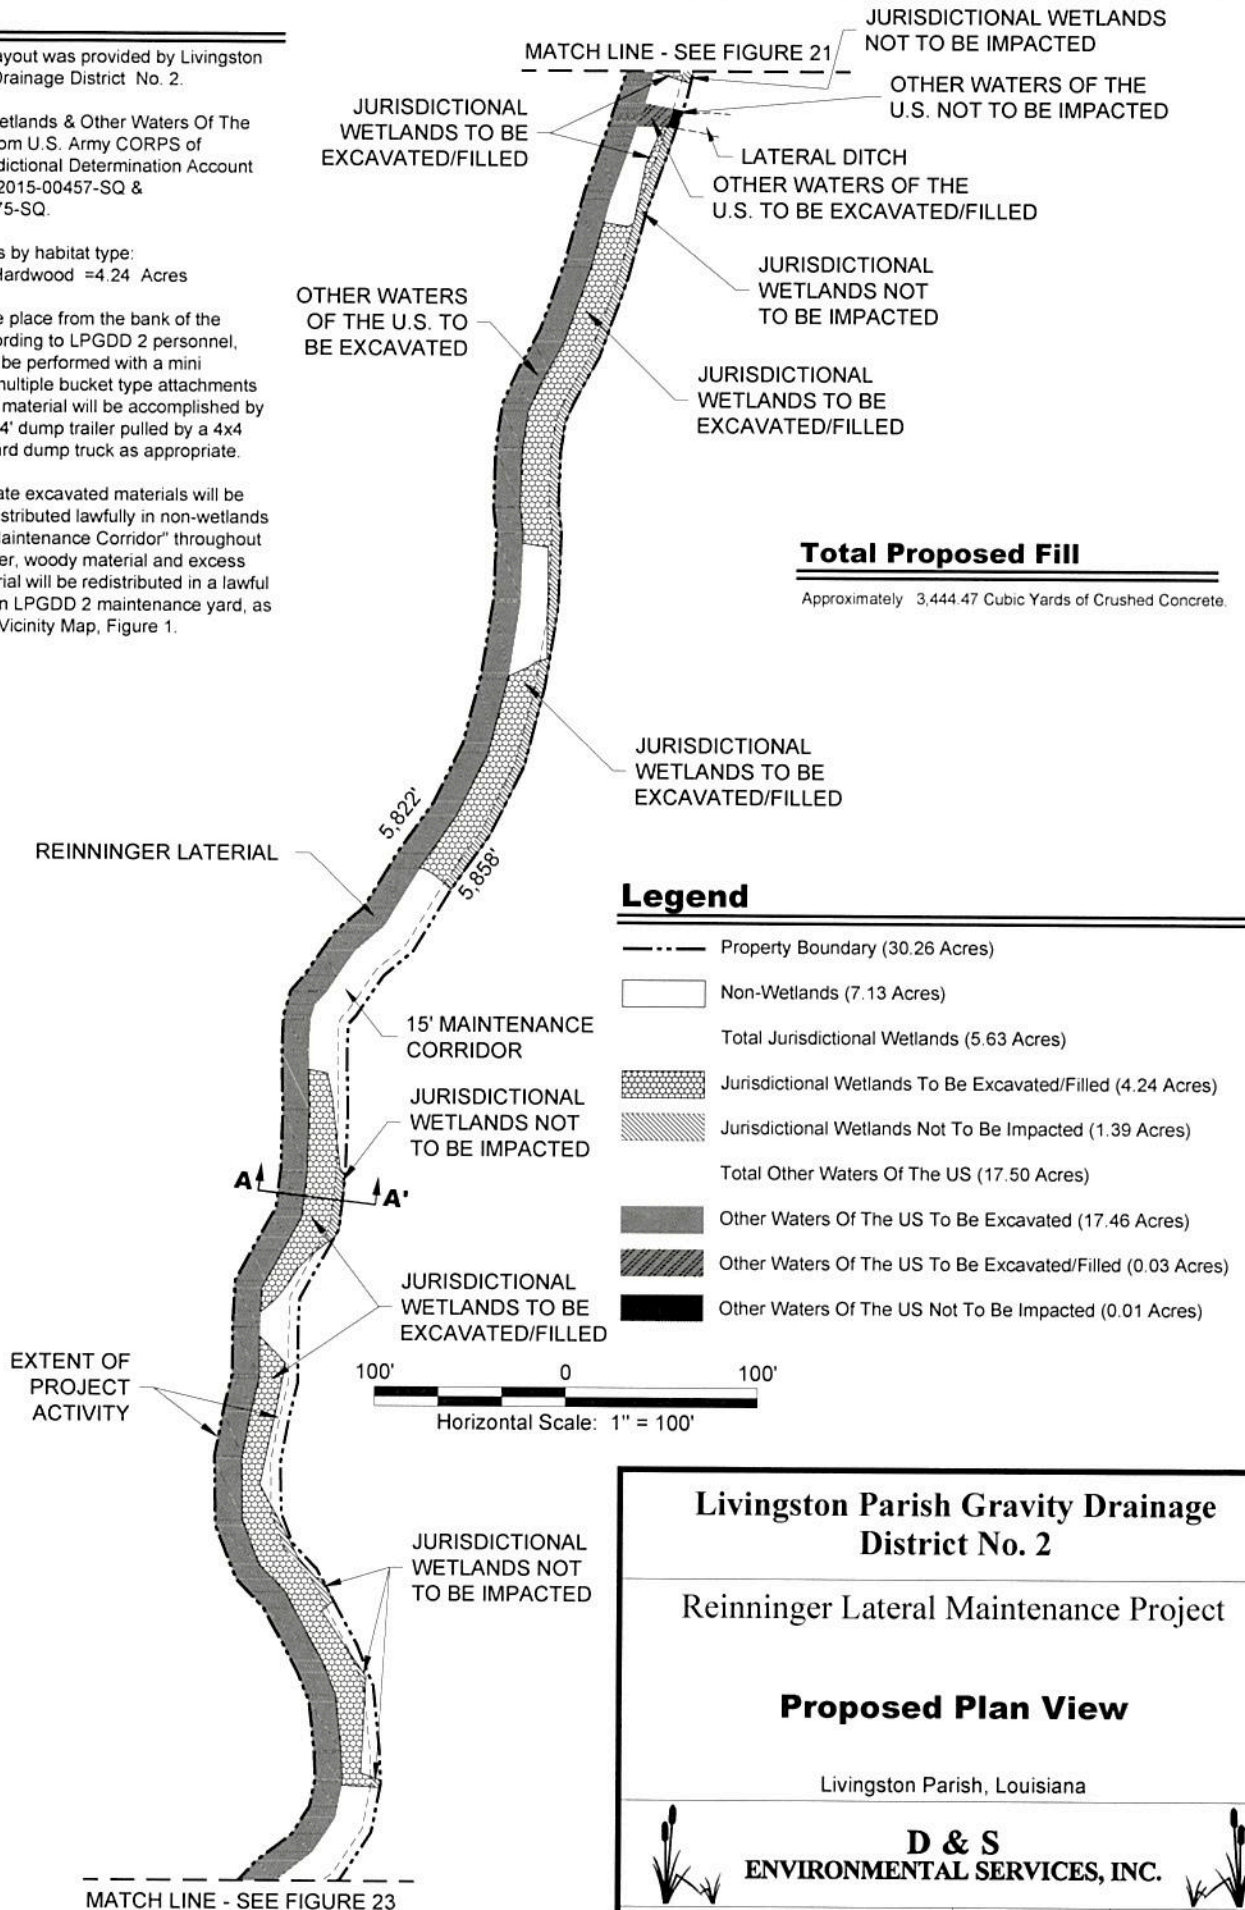 ayout was provided by Livingston
Drainage District No. 2.
etlands & Other Waters Of The
om U.S. Army CORPS of
dictional Determination Account
2015-00457-SQ &
75-SQ.
s by habitat type:
Hardwood =4.24 Acres
e place from the bank of the
ording to LPGDD 2 personnel,
be performed with a mini
multiple bucket type attachments
material will be accomplished by
4' dump trailer pulled by a 4x4
ard dump truck as appropriate.
ate excavated materials will be
stributed lawfully in non-wetlands
aintenance Corridor" throughout
er, woody material and excess
rial will be redistributed in a lawful
n LPGDD 2 maintenance yard, as
Vicinity Map, Figure 1.
MATCH LINE - SEE FIGURE 21
JURISDICTIONAL WETLANDS
NOT TO BE IMPACTED
OTHER WATERS OF THE
U.S. NOT TO BE IMPACTED
JURISDICTIONAL
WETLANDS TO BE
EXCAVATED/FILLED
LATERAL DITCH
OTHER WATERS OF THE
U.S. TO BE EXCAVATED/FILLED
JURISDICTIONAL
WETLANDS NOT
TO BE IMPACTED
OTHER WATERS
OF THE U.S. TO
BE EXCAVATED
JURISDICTIONAL
WETLANDS TO BE
EXCAVATED/FILLED
Total Proposed Fill
Approximately 3,444.47 Cubic Yards of Crushed Concrete.
JURISDICTIONAL
WETLANDS TO BE
EXCAVATED/FILLED
5,822'
5,858'
REINNINGER LATERIAL
Legend
Property Boundary (30.26 Acres)
Non-Wetlands (7.13 Acres)
Total Jurisdictional Wetlands (5.63 Acres)
Jurisdictional Wetlands To Be Excavated/Filled (4.24 Acres)
Jurisdictional Wetlands Not To Be Impacted (1.39 Acres)
Total Other Waters Of The US (17.50 Acres)
Other Waters Of The US To Be Excavated (17.46 Acres)
Other Waters Of The US To Be Excavated/Filled (0.03 Acres)
Other Waters Of The US Not To Be Impacted (0.01 Acres)
15' MAINTENANCE
CORRIDOR
JURISDICTIONAL
WETLANDS NOT
TO BE IMPACTED
A
A'
JURISDICTIONAL
WETLANDS TO BE
EXCAVATED/FILLED
EXTENT OF
PROJECT
ACTIVITY
100' 0 100'
Horizontal Scale: 1" = 100'
JURISDICTIONAL
WETLANDS NOT
TO BE IMPACTED
MATCH LINE - SEE FIGURE 23
Livingston Parish Gravity Drainage
District No. 2
Reinninger Lateral Maintenance Project
Proposed Plan View
Livingston Parish, Louisiana
D & S
ENVIRONMENTAL SERVICES, INC.